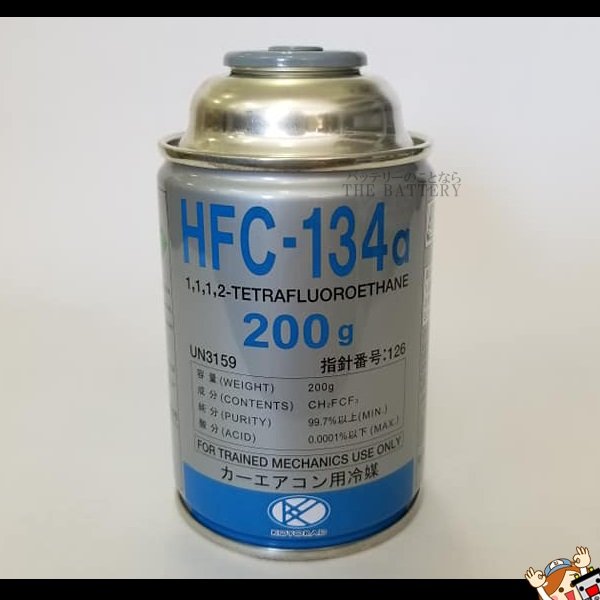 バッテリーのことなら
THE BATTERY
HFC-134a
1,1,1,2-TETRAFLUOROETHANE
200g
UN3159 指針番号:126
容量(WEIGHT) 200g
成分(CONTENTS) CH₂FCF₃
純分(PURITY) 99.7%以上(MIN.)
酸分(ACID) 0.0001%以下(MAX.)
FOR TRAINED MECHANICS USE ONLY
カーエアコン用冷媒
KOYORAD